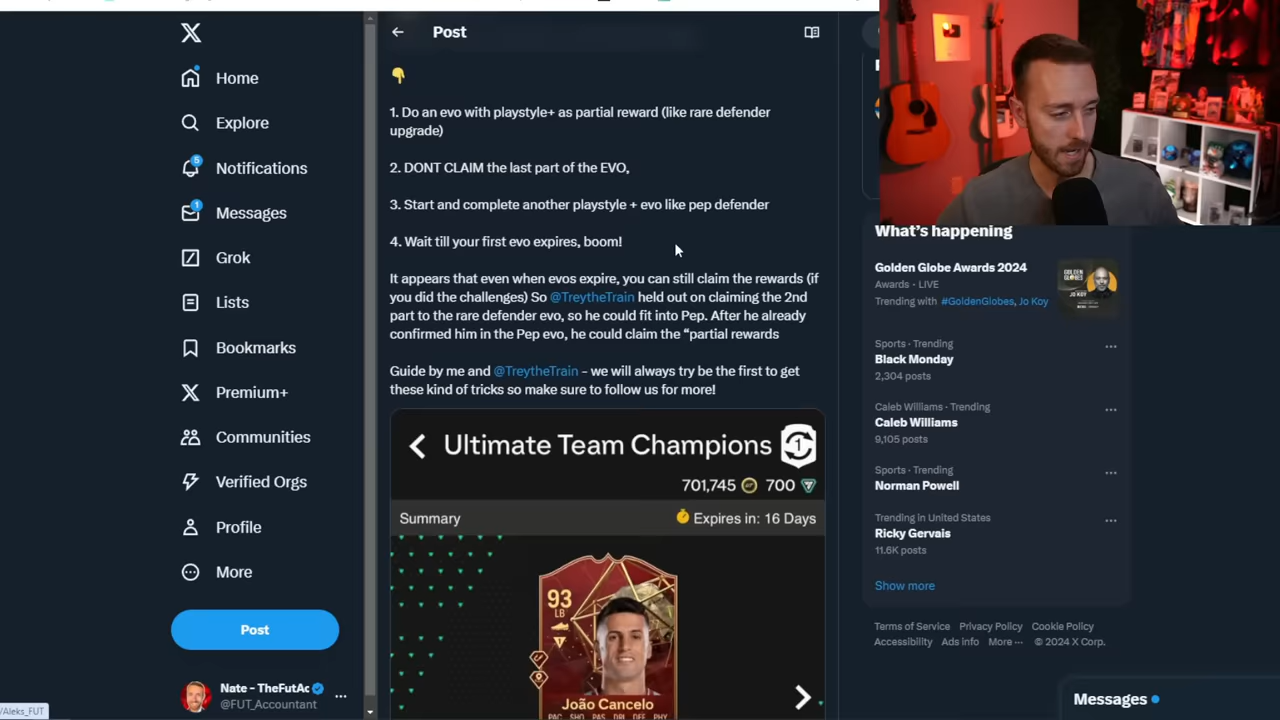 Home
Explore
5
Notifications
1
Messages
Grok
Lists
Bookmarks
Premium+
Communities
Verified Orgs
Profile
More
Post
Nate - TheFutAc
@FUT_Accountant
/Aleks_FUT
Post
1. Do an evo with playstyle+ as partial reward (like rare defender
upgrade)
2. DONT CLAIM the last part of the EVO,
3. Start and complete another playstyle + evo like pep defender
4. Wait till your first evo expires, boom!
It appears that even when evos expire, you can still claim the rewards (if
you did the challenges) So @TreytheTrain held out on claiming the 2nd
part to the rare defender evo, so he could fit into Pep. After he already
confirmed him in the Pep evo, he could claim the “partial rewards
Guide by me and @TreytheTrain - we will always try be the first to get
these kind of tricks so make sure to follow us for more!
Ultimate Team Champions
1
701,745 700
Summary Expires in: 16 Days
93
LB
João Cancelo
PAC SHO PAS DRI DEF PHY
What's happening
Golden Globe Awards 2024
Awards · LIVE
Trending with #GoldenGlobes, Jo Koy
Sports · Trending
Black Monday
2,304 posts
Caleb Williams · Trending
Caleb Williams
9,105 posts
Sports · Trending
Norman Powell
Trending in United States
Ricky Gervais
11.6K posts
Show more
Terms of Service Privacy Policy Cookie Policy
Accessibility Ads info More ··· © 2024 X Corp.
Messages